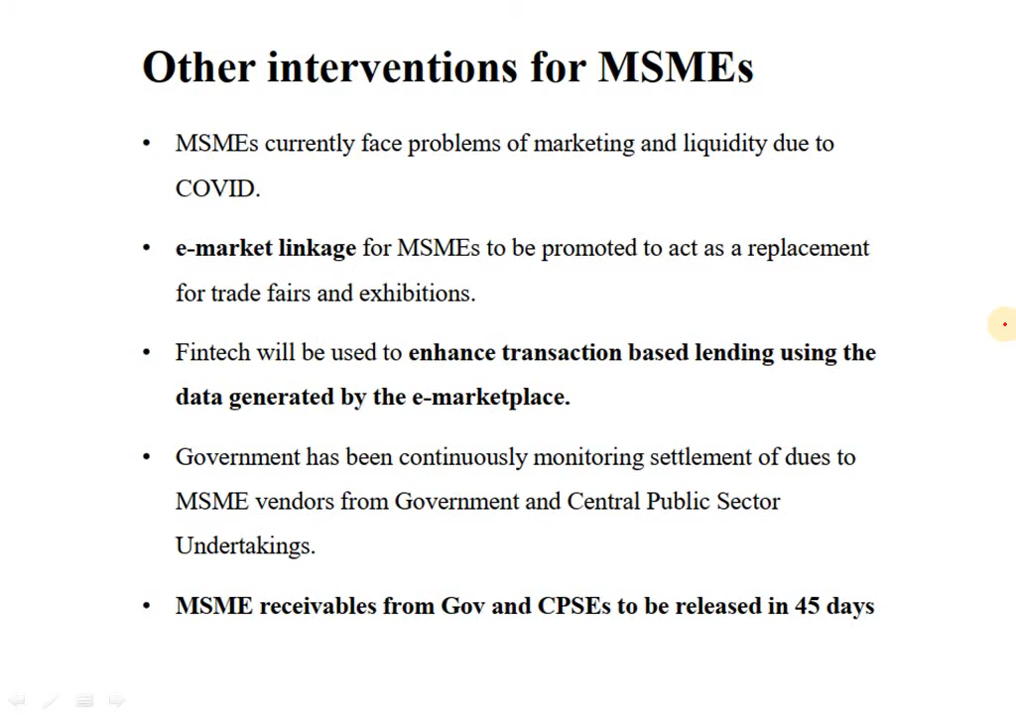 Other interventions for MSMEs
• MSMEs currently face problems of marketing and liquidity due to
COVID.
• e-market linkage for MSMEs to be promoted to act as a replacement
for trade fairs and exhibitions.
• Fintech will be used to enhance transaction based lending using the
data generated by the e-marketplace.
• Government has been continuously monitoring settlement of dues to
MSME vendors from Government and Central Public Sector
Undertakings.
• MSME receivables from Gov and CPSEs to be released in 45 days